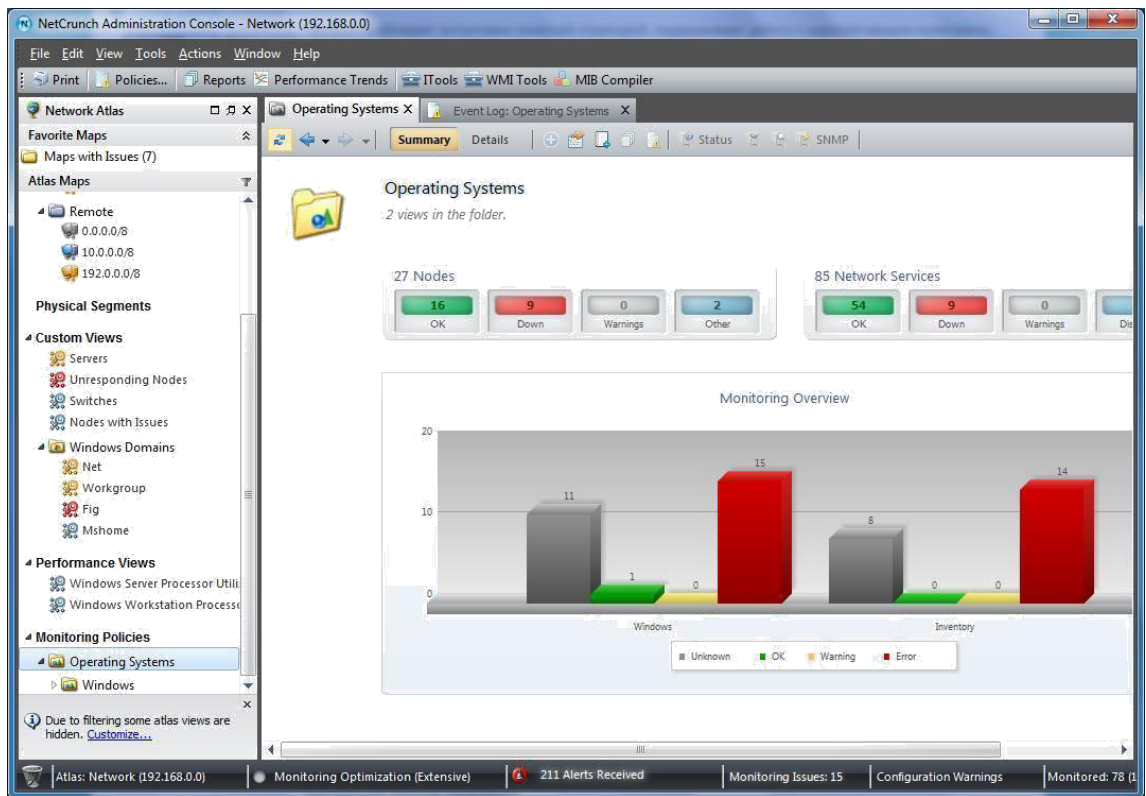 NetCrunch Administration Console - Network (192.168.0.0)
File Edit View Tools Actions Window Help
Print Policies... Reports Performance Trends ITools WMI Tools MIB Compiler
Network Atlas
Operating Systems
Event Log: Operating Systems
Favorite Maps
Maps with Issues (7)
Atlas Maps
Remote
0.0.0.0/8
10.0.0.0/8
192.0.0.0/8
Physical Segments
Custom Views
Servers
Unresponding Nodes
Switches
Nodes with Issues
Windows Domains
Net
Workgroup
Fig
Mshome
Performance Views
Windows Server Processor Utili
Windows Workstation Process
Monitoring Policies
Operating Systems
Windows
Due to filtering some atlas views are
hidden. Customize...
Summary Details Status SNMP
Operating Systems
2 views in the folder.
27 Nodes
16 9 0 2
OK Down Warnings Other
85 Network Services
54 9 0
OK Down Warnings
Monitoring Overview
20
15
14
11
10
8
1
0
0
0
0
Windows Inventory
Unknown OK Warning Error
Atlas: Network (192.168.0.0) Monitoring Optimization (Extensive) 211 Alerts Received Monitoring Issues: 15 Configuration Warnings Monitored: 78 (1